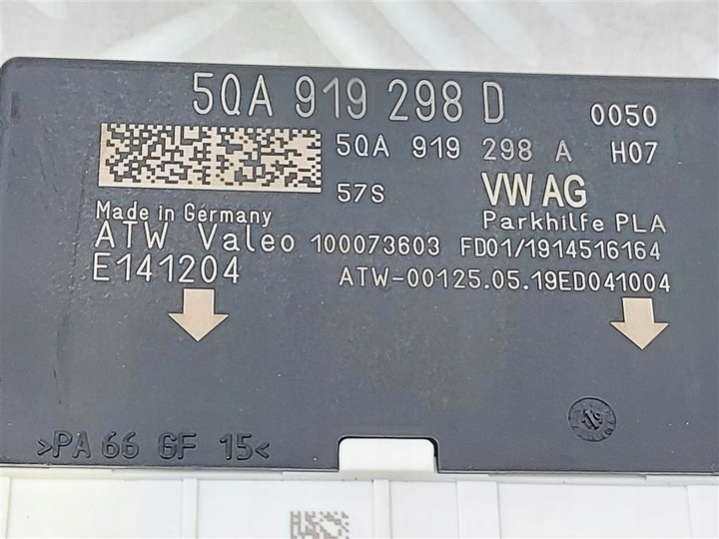 5QA 919 298 D 0050
5QA 919 298 A H07
57S VW AG
Made in Germany Parkhilfe PLA
ATW Valeo 100073603 FD01/1914516164
E141204 ATW-00125.05.19ED041004
>PA 66 GF 15<